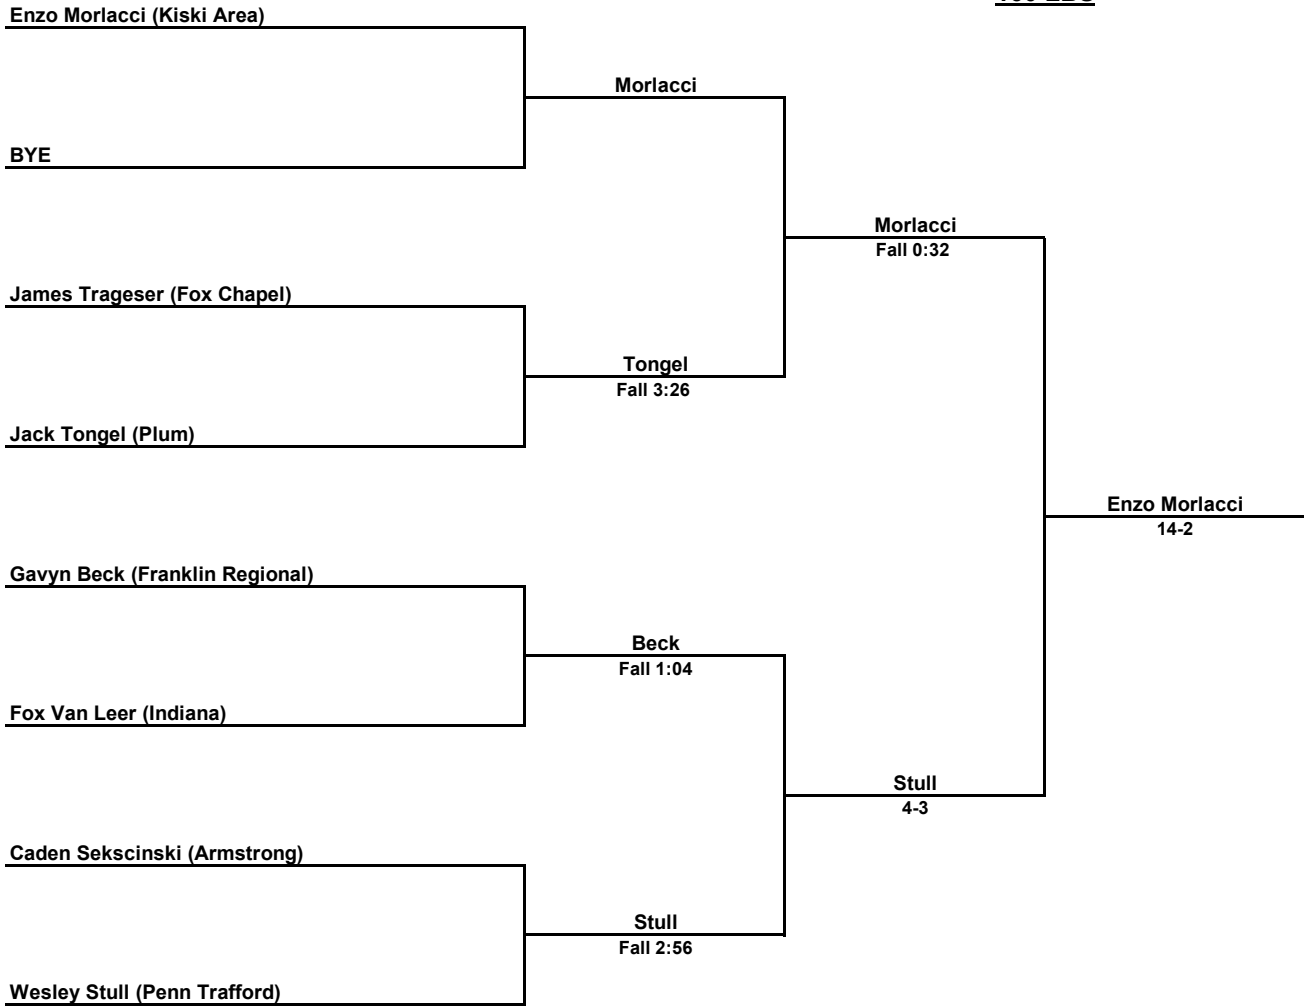 Enzo Morlacci (Kiski Area)
Morlacci
BYE
Morlacci
Fall 0:32
James Trageser (Fox Chapel)
Tongel
Fall 3:26
Jack Tongel (Plum)
Enzo Morlacci
14-2
Gavyn Beck (Franklin Regional)
Beck
Fall 1:04
Fox Van Leer (Indiana)
Stull
4-3
Caden Sekscinski (Armstrong)
Stull
Fall 2:56
Wesley Stull (Penn Trafford)